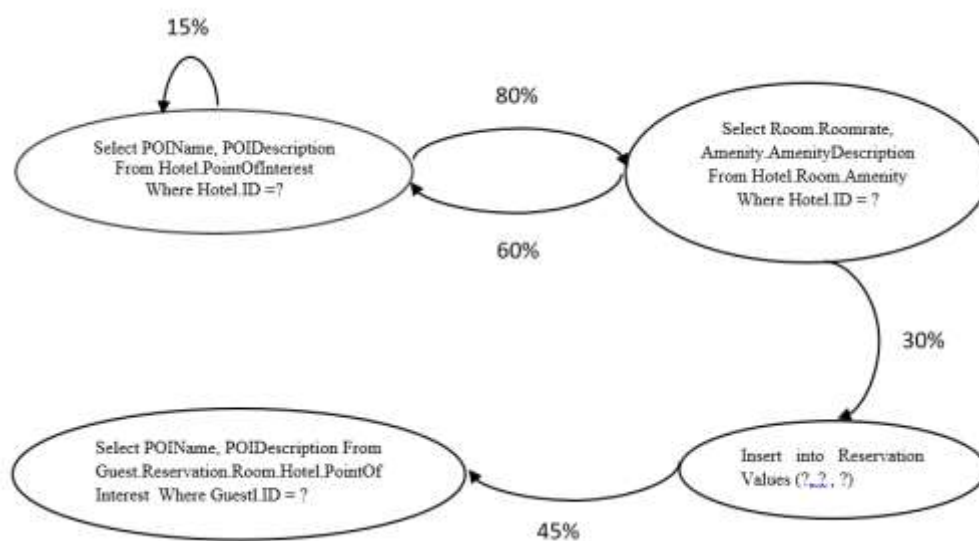 15%
80%
Select POIName, POIDescription
From Hotel.PointOfInterest
Where Hotel.ID =?
Select Room.Roomrate,
Amenity.AmenityDescription
From Hotel.Room.Amenity
Where Hotel.ID = ?
60%
30%
Select POIName, POIDescription From
Guest.Reservation.Room.Hotel.PointOf
Interest Where Guestl.ID = ?
Insert into Reservation
Values (?, ? , ?)
45%